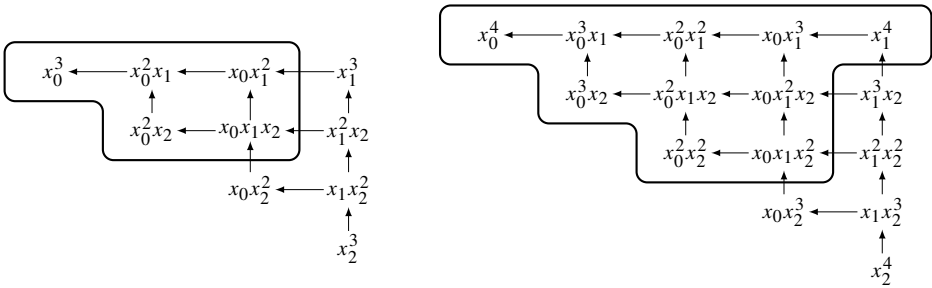 x_0^4 x_0^3x_1 x_0^2x_1^2 x_0x_1^3 x_1^4
x_0^3 x_0^2x_1 x_0x_1^2 x_1^3
x_0^3x_2 x_0^2x_1x_2 x_0x_1^2x_2 x_1^3x_2
x_0^2x_2 x_0x_1x_2 x_1^2x_2
x_0^2x_2^2 x_0x_1x_2^2 x_1^2x_2^2
x_0x_2^2 x_1x_2^2
x_0x_2^3 x_1x_2^3
x_2^3
x_2^4